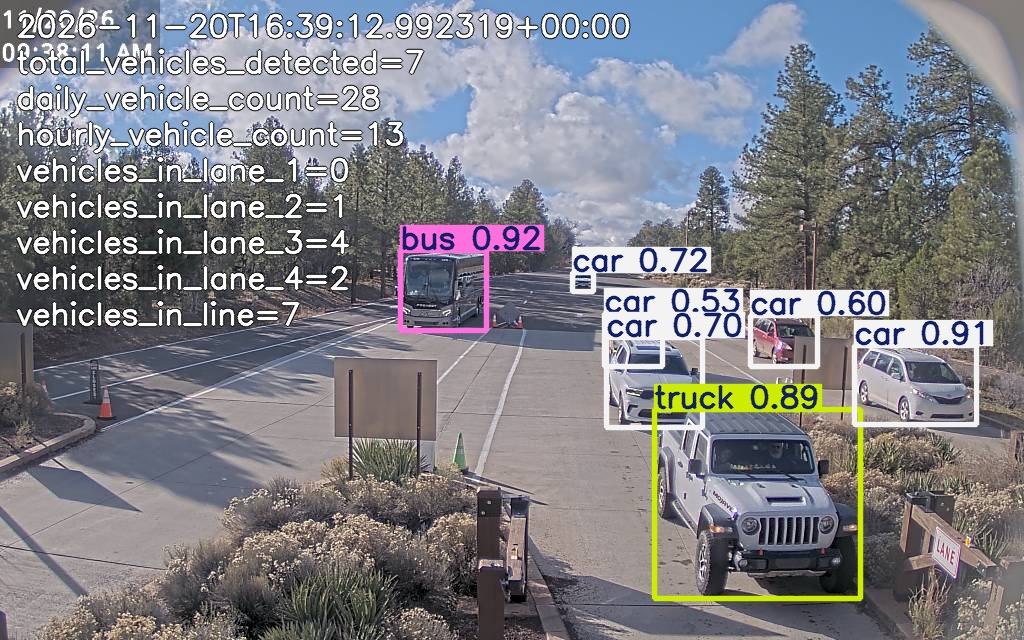 2026-11-20T16:39:12.992319+00:00
total_vehicles_detected=7
daily_vehicle_count=28
hourly_vehicle_count=13
vehicles_in_lane_1=0
vehicles_in_lane_2=1
vehicles_in_lane_3=4
vehicles_in_lane_4=2
vehicles_in_line=7
bus 0.92
car 0.72
car 0.53
car 0.60
car 0.70
car 0.91
truck 0.89
MOJAVE
LANE